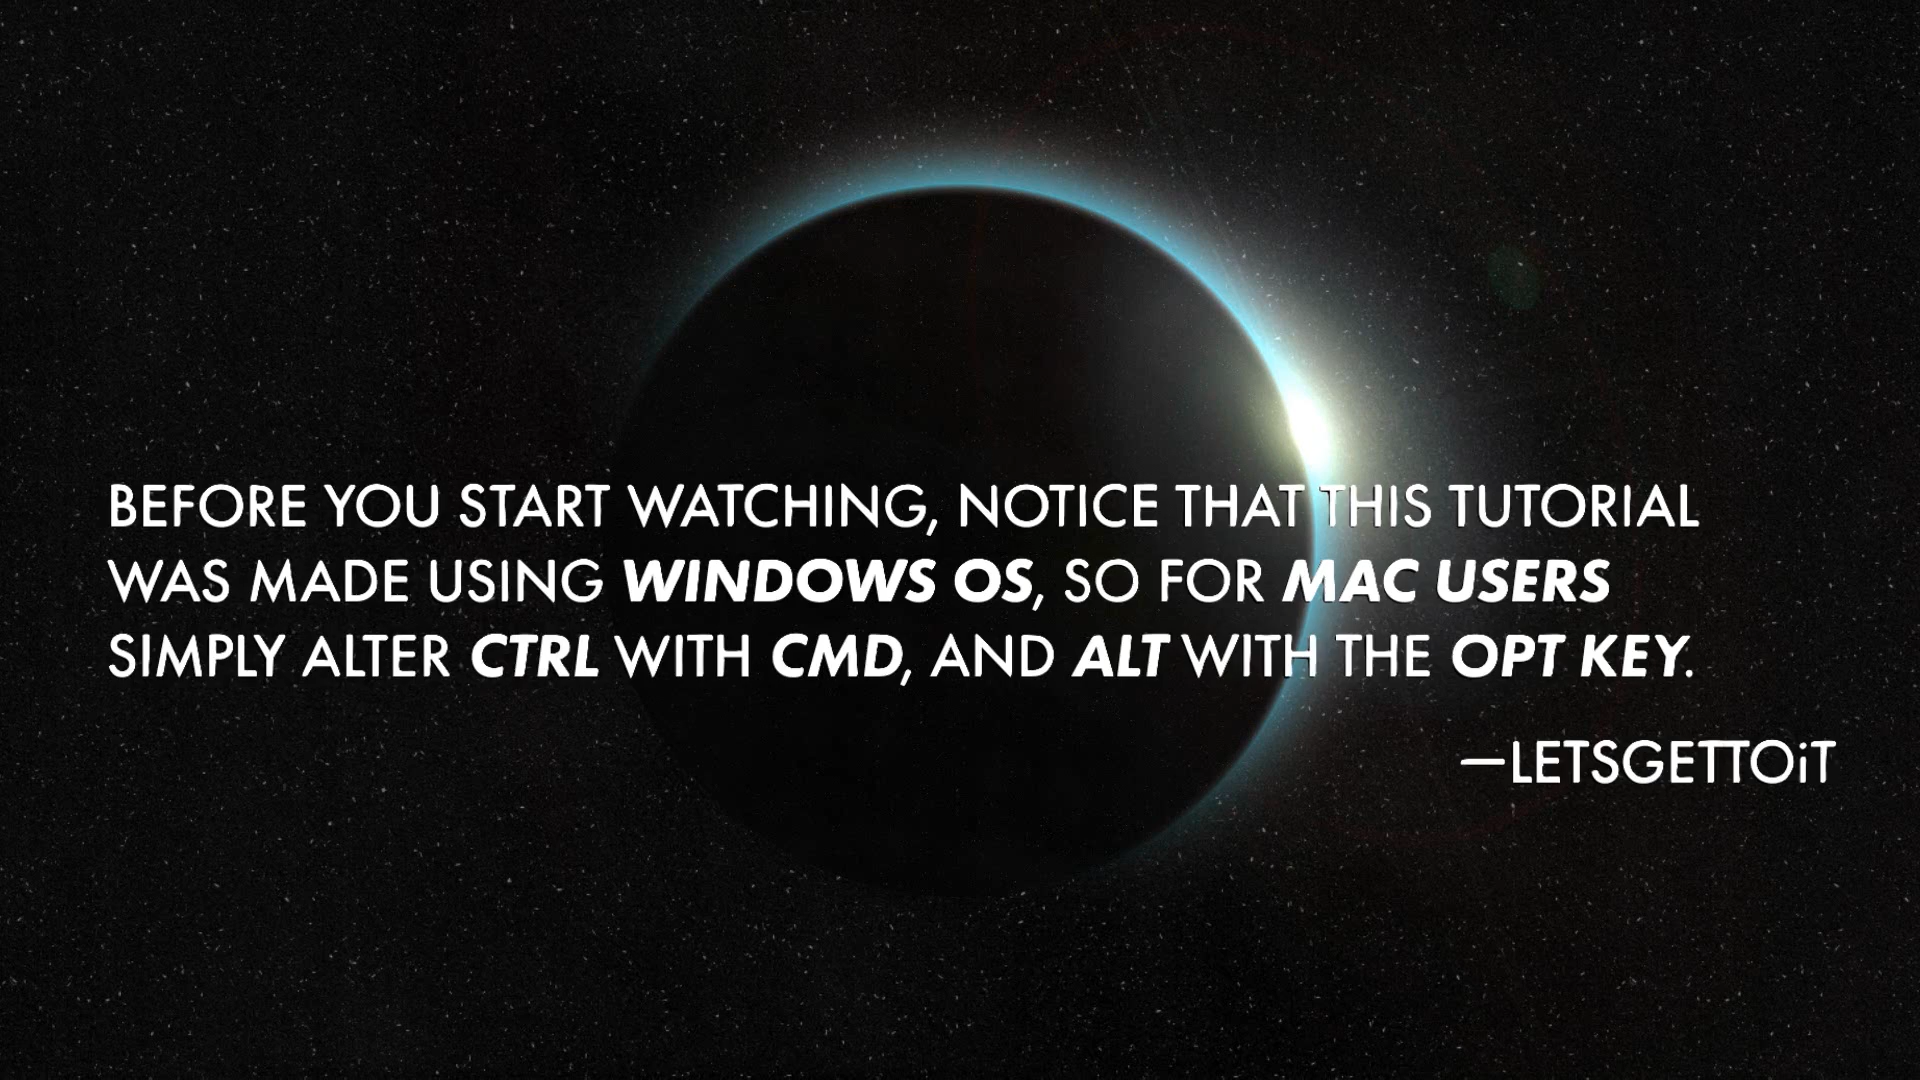 BEFORE YOU START WATCHING, NOTICE THAT THIS TUTORIAL
WAS MADE USING WINDOWS OS, SO FOR MAC USERS
SIMPLY ALTER CTRL WITH CMD, AND ALT WITH THE OPT KEY.
—LETSGETTOiT